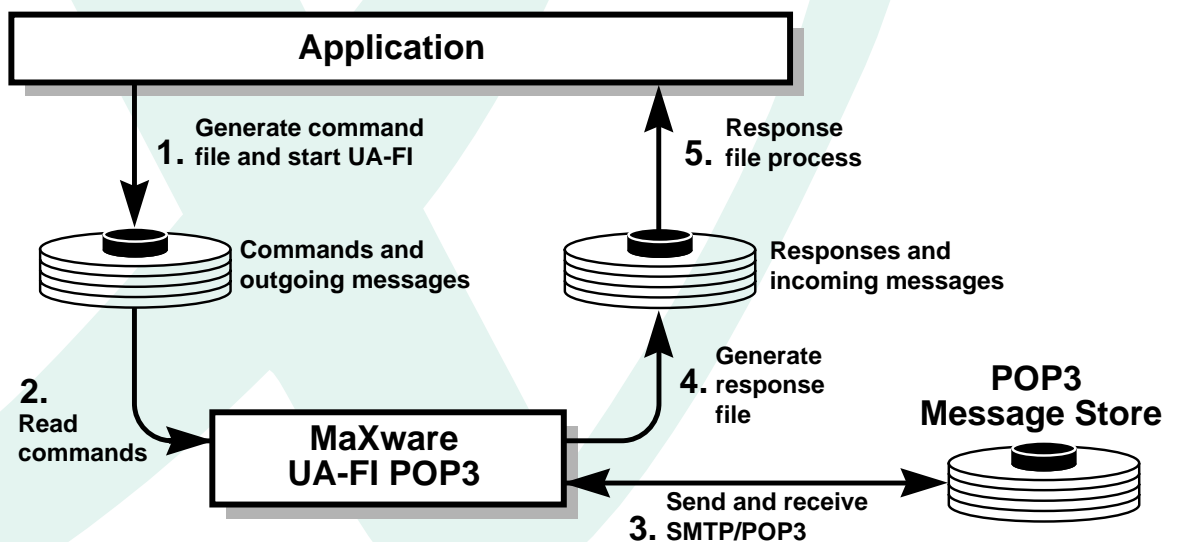 Application
1. Generate command
file and start UA-FI
5. Response
file process
Commands and
outgoing messages
Responses and
incoming messages
2.
Read
commands
MaXware
UA-FI POP3
4. Generate
response
file
POP3
Message Store
3. Send and receive
SMTP/POP3